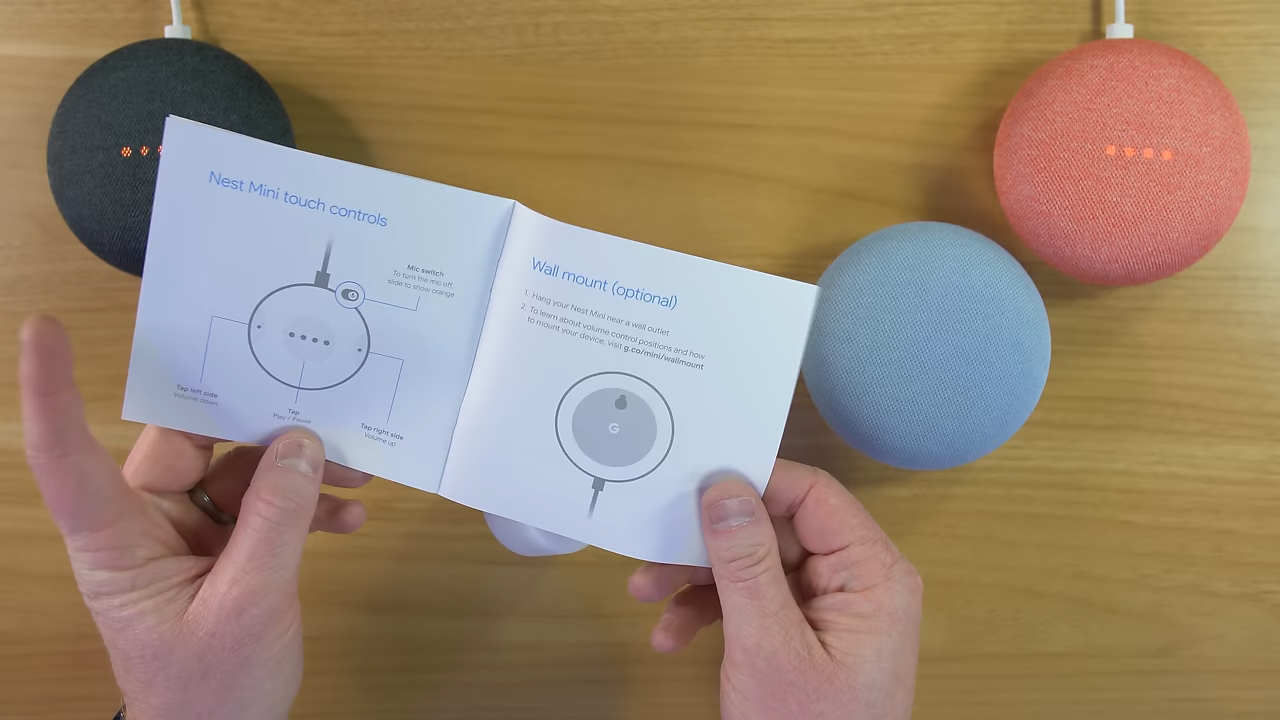 Nest Mini touch controls
Mic switch
To turn the mic off,
slide to show orange
Tap left side
Volume down
Tap
Play / Pause
Tap right side
Volume up
Wall mount (optional)
1. Hang your Nest Mini near a wall outlet
2. To learn about volume control positions and how
to mount your device, visit g.co/mini/wallmount
G